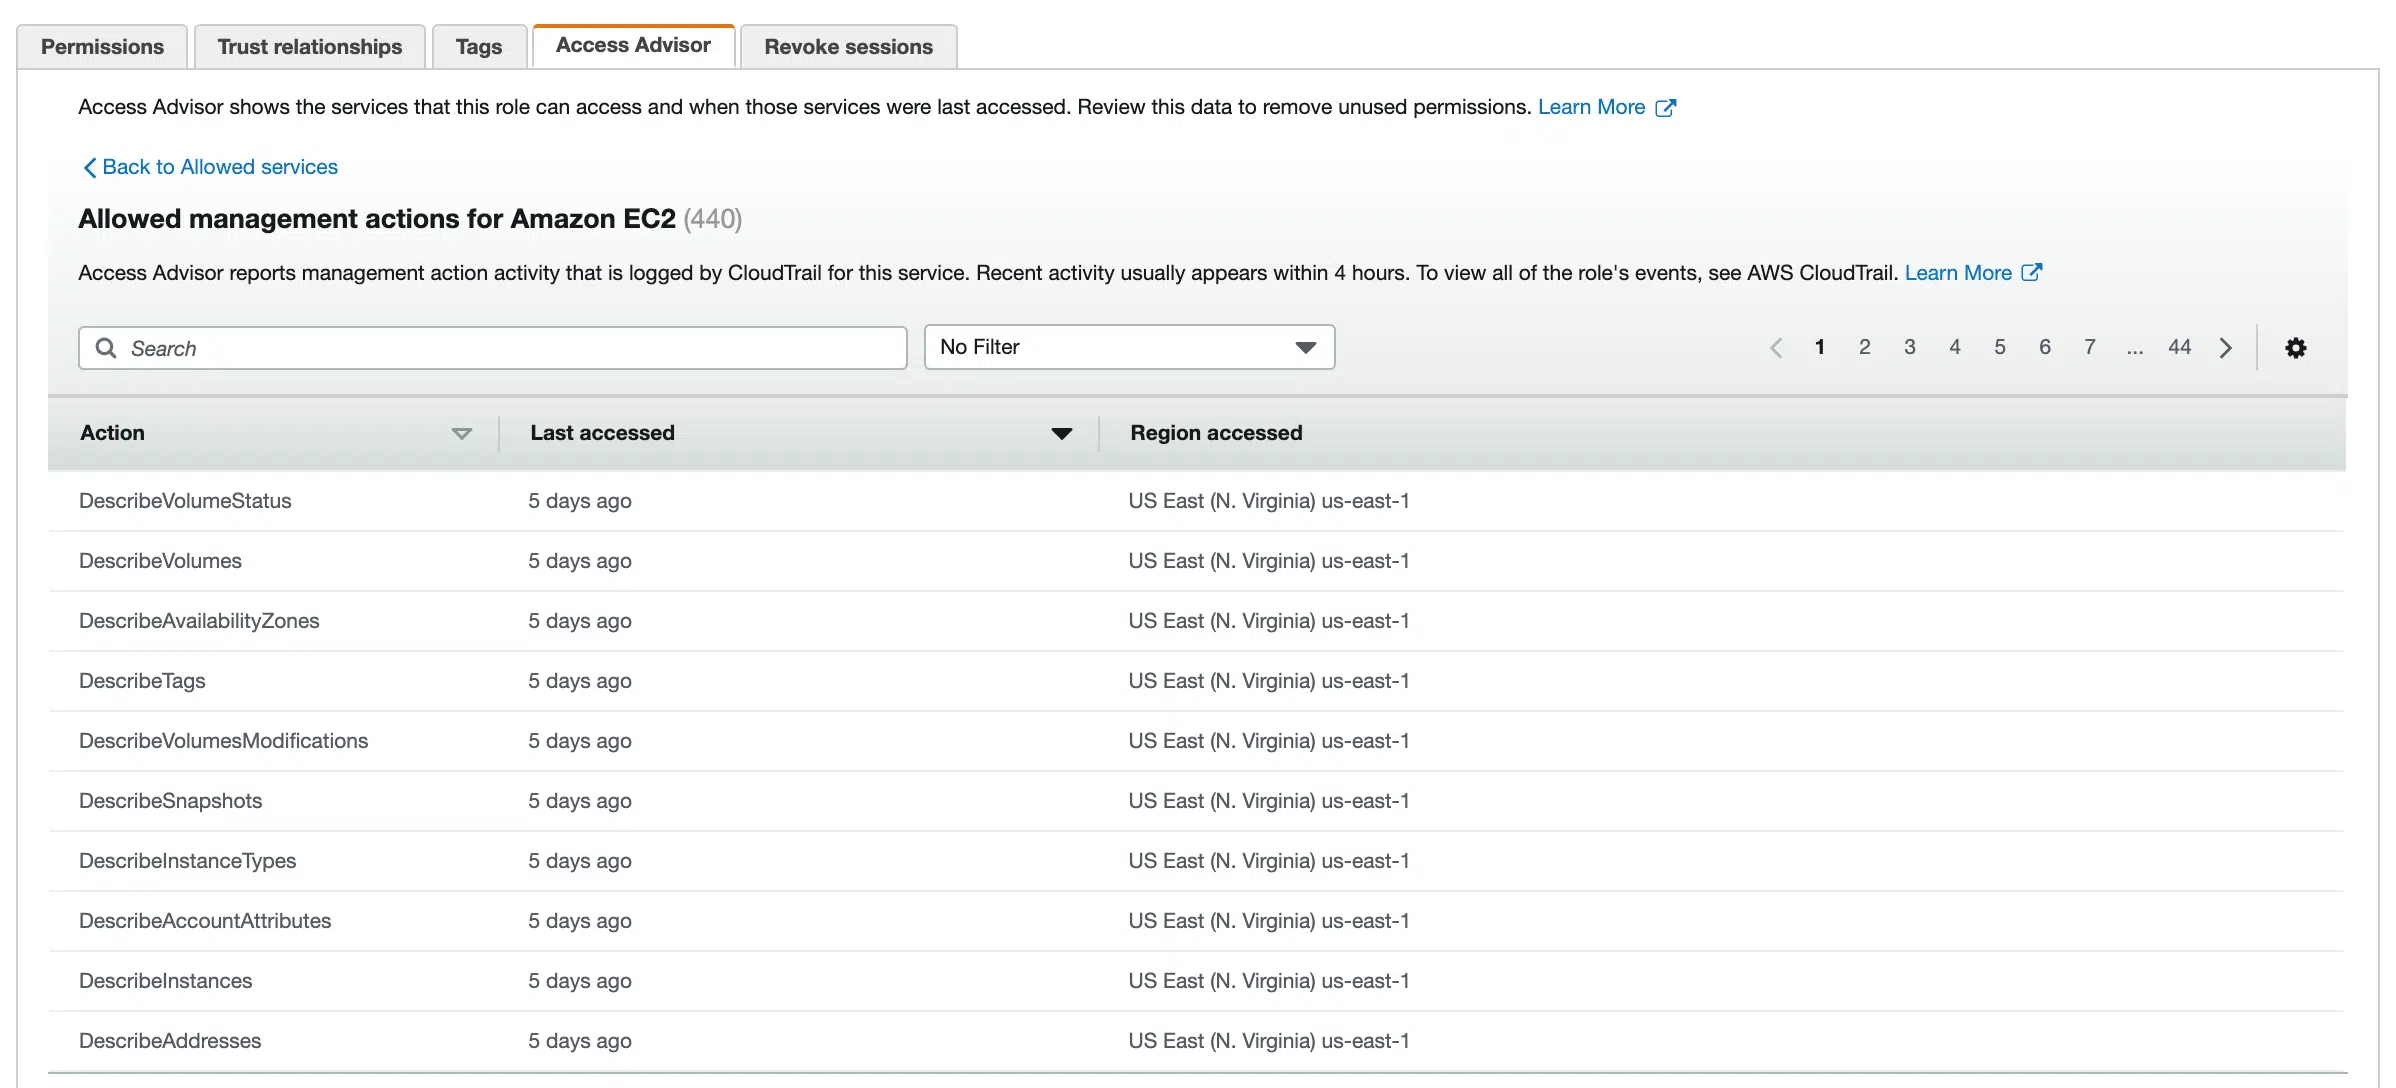 Permissions Trust relationships Tags Access Advisor Revoke sessions
Access Advisor shows the services that this role can access and when those services were last accessed. Review this data to remove unused permissions. Learn More
Back to Allowed services
Allowed management actions for Amazon EC2 (440)
Access Advisor reports management action activity that is logged by CloudTrail for this service. Recent activity usually appears within 4 hours. To view all of the role's events, see AWS CloudTrail. Learn More
Search No Filter 1 2 3 4 5 6 7 ... 44
Action Last accessed Region accessed
DescribeVolumeStatus 5 days ago US East (N. Virginia) us-east-1
DescribeVolumes 5 days ago US East (N. Virginia) us-east-1
DescribeAvailabilityZones 5 days ago US East (N. Virginia) us-east-1
DescribeTags 5 days ago US East (N. Virginia) us-east-1
DescribeVolumesModifications 5 days ago US East (N. Virginia) us-east-1
DescribeSnapshots 5 days ago US East (N. Virginia) us-east-1
DescribeInstanceTypes 5 days ago US East (N. Virginia) us-east-1
DescribeAccountAttributes 5 days ago US East (N. Virginia) us-east-1
DescribeInstances 5 days ago US East (N. Virginia) us-east-1
DescribeAddresses 5 days ago US East (N. Virginia) us-east-1